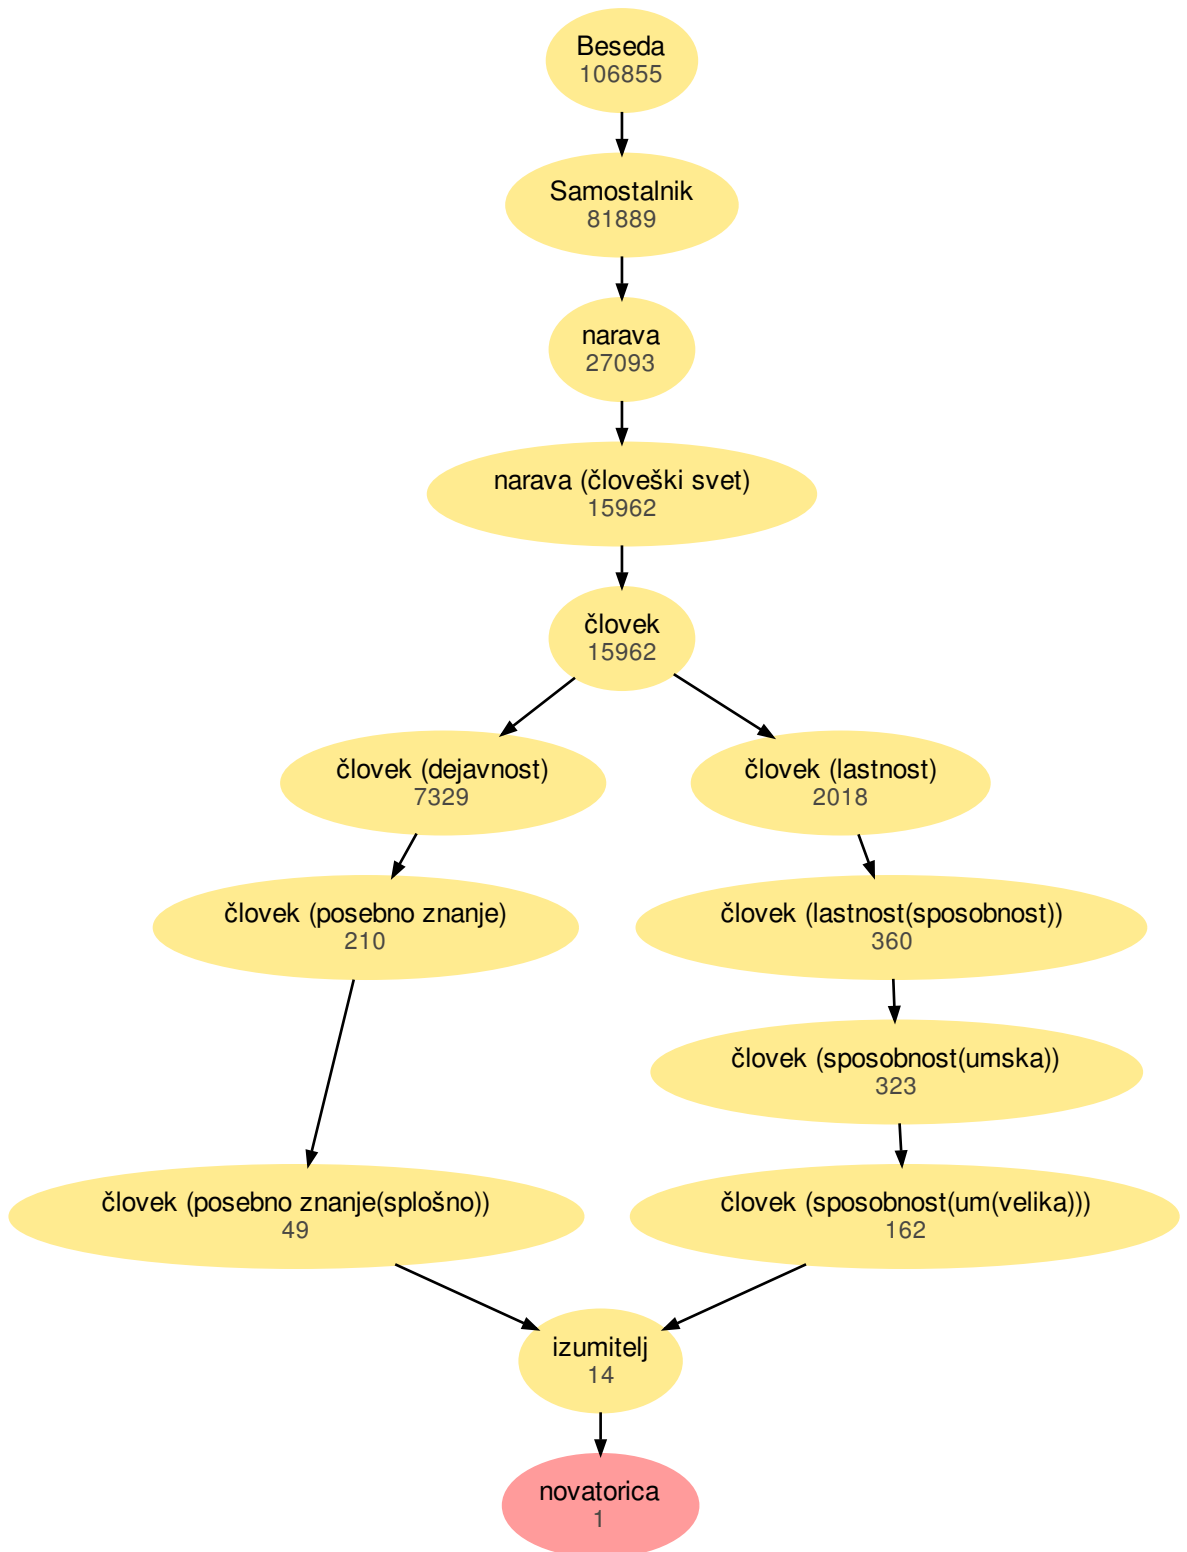 Beseda
106855
Samostalnik
81889
narava
27093
narava (človeški svet)
15962
človek
15962
človek (dejavnost)
7329
človek (lastnost)
2018
človek (posebno znanje)
210
človek (lastnost(sposobnost))
360
človek (sposobnost(umska))
323
človek (posebno znanje(splošno))
49
človek (sposobnost(um(velika)))
162
izumitelj
14
novatorica
1